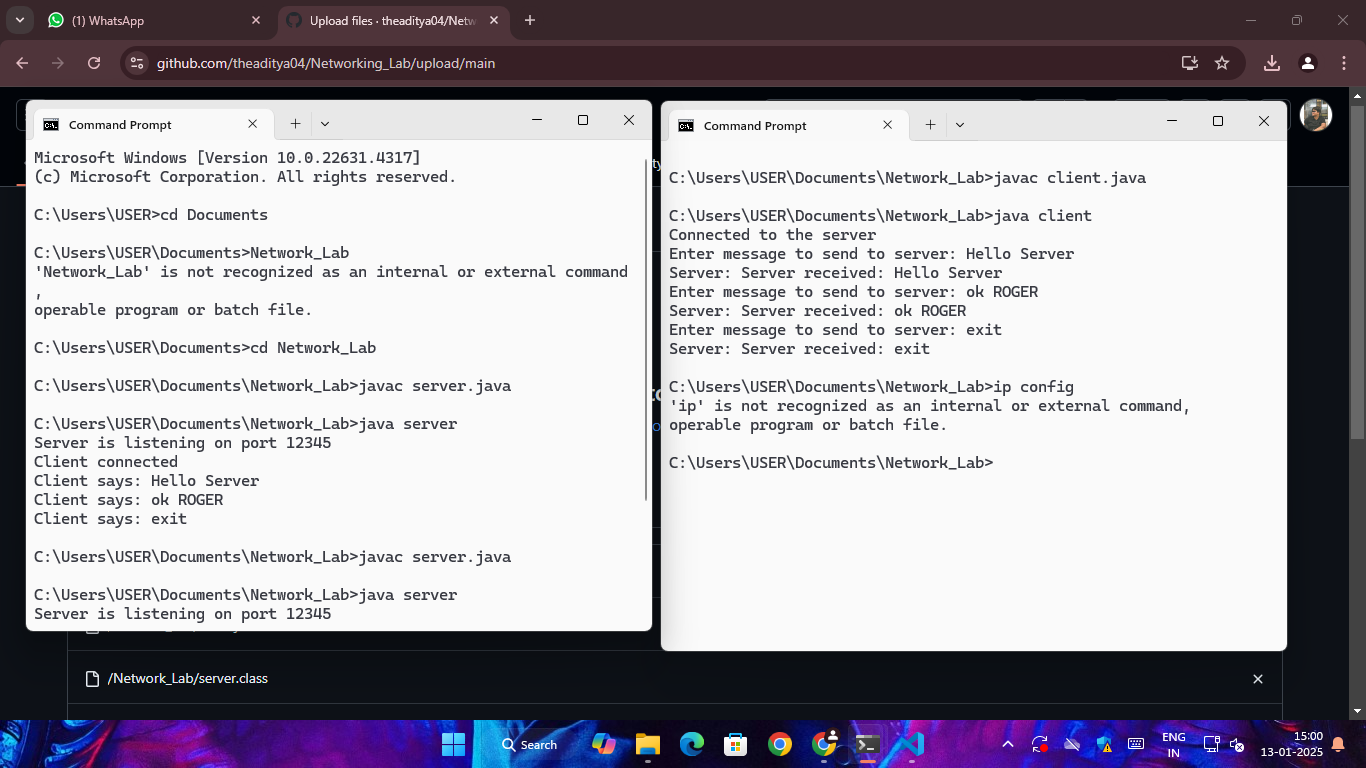 (1) WhatsApp
Upload files · theaditya04/Netw
github.com/theaditya04/Networking_Lab/upload/main
Command Prompt
Microsoft Windows [Version 10.0.22631.4317]
(c) Microsoft Corporation. All rights reserved.
C:\Users\USER>cd Documents
C:\Users\USER\Documents>Network_Lab
'Network_Lab' is not recognized as an internal or external command
,
operable program or batch file.
C:\Users\USER\Documents>cd Network_Lab
C:\Users\USER\Documents\Network_Lab>javac server.java
C:\Users\USER\Documents\Network_Lab>java server
Server is listening on port 12345
Client connected
Client says: Hello Server
Client says: ok ROGER
Client says: exit
C:\Users\USER\Documents\Network_Lab>javac server.java
C:\Users\USER\Documents\Network_Lab>java server
Server is listening on port 12345
Command Prompt
C:\Users\USER\Documents\Network_Lab>javac client.java
C:\Users\USER\Documents\Network_Lab>java client
Connected to the server
Enter message to send to server: Hello Server
Server: Server received: Hello Server
Enter message to send to server: ok ROGER
Server: Server received: ok ROGER
Enter message to send to server: exit
Server: Server received: exit
C:\Users\USER\Documents\Network_Lab>ip config
'ip' is not recognized as an internal or external command,
operable program or batch file.
C:\Users\USER\Documents\Network_Lab>
/Network_Lab/server.class
Search
ENG
IN
15:00
13-01-2025